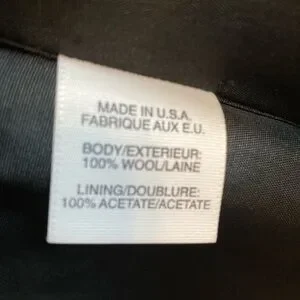 MADE IN U.S.A.
FABRIQUE AUX E.U.
BODY/EXTERIEUR:
100% WOOL/LAINE
LINING/DOUBLURE:
100% ACETATE/ACETATE